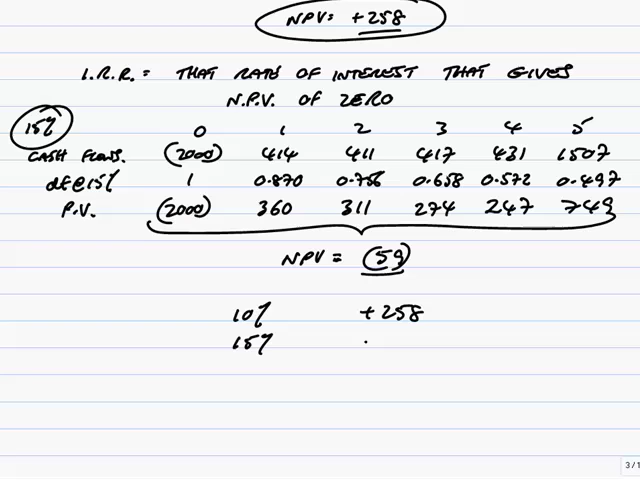 NPV= +258
I.R.R. = THAT RATE OF INTEREST THAT GIVES
N.P.V. OF ZERO
15%
0 1 2 3 4 5
CASH FLOWS. (2000) 414 411 417 431 1507
df@15% 1 0.870 0.756 0.658 0.572 0.497
P.V. (2000) 360 311 274 247 749
NPV = (59)
10% +258
15%
3/1